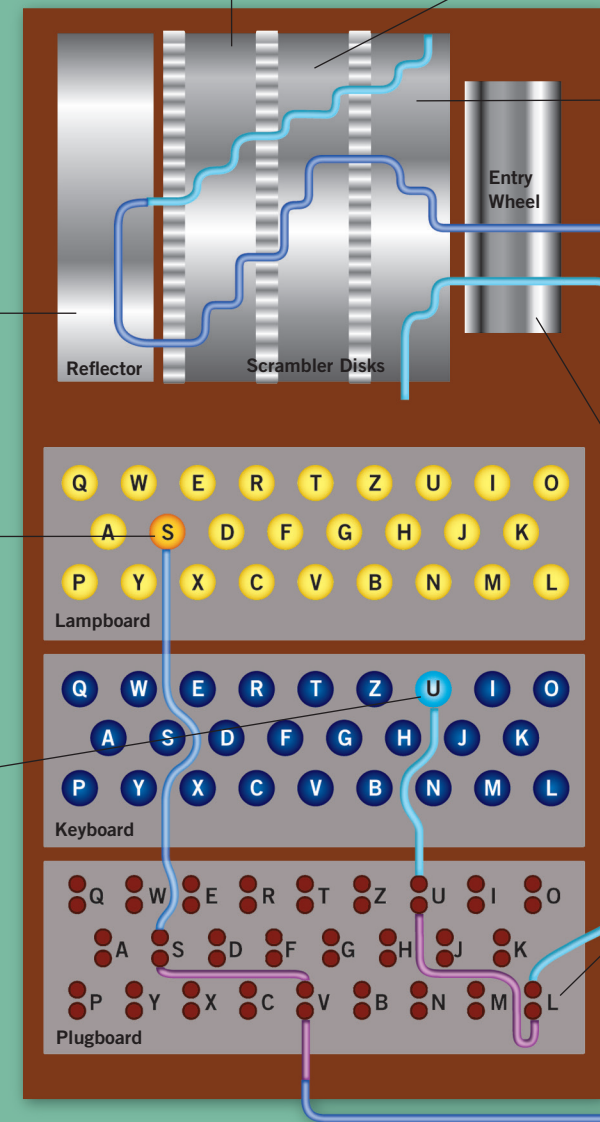 Entry
Wheel
Reflector
Scrambler Disks
Q W E R T Z U I O
A S D F G H J K
P Y X C V B N M L
Lampboard
Q W E R T Z U I O
A S D F G H J K
P Y X C V B N M L
Keyboard
Q W E R T Z U I O
A S D F G H J K
P Y X C V B N M L
Plugboard